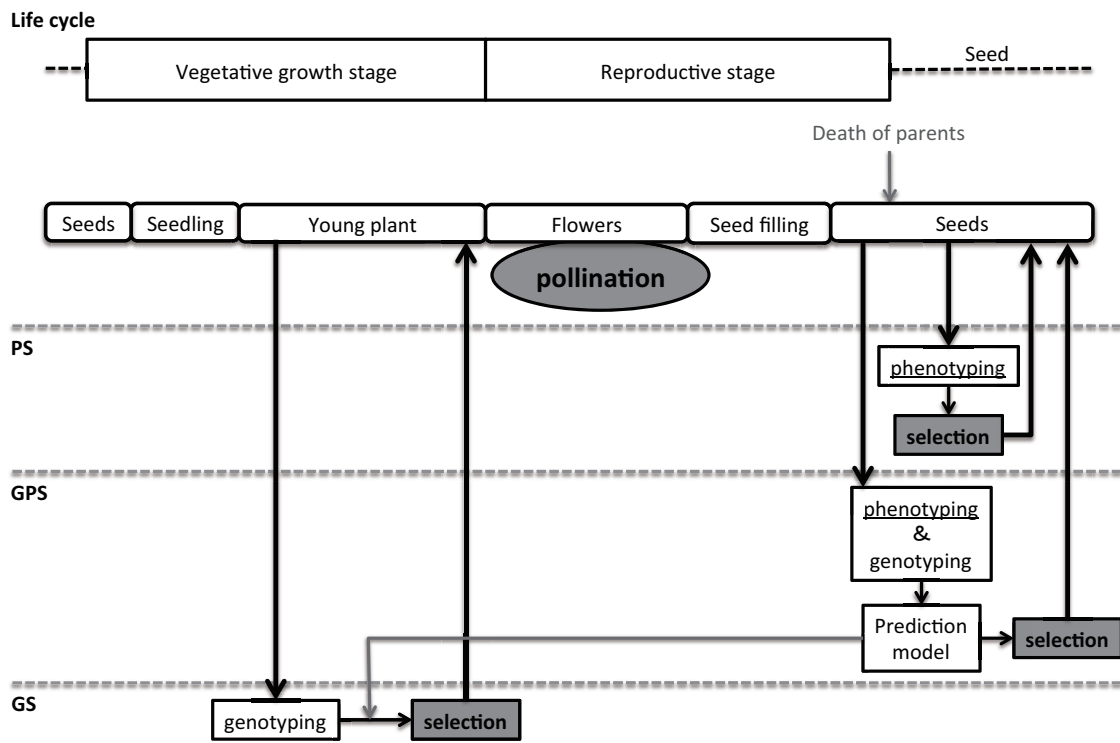 Life cycle
Vegetative growth stage
Reproductive stage
Seed
Death of parents
Seeds
Seedling
Young plant
Flowers
Seed filling
Seeds
pollination
PS
phenotyping
selection
GPS
phenotyping
&
genotyping
Prediction
model
selection
GS
genotyping
selection